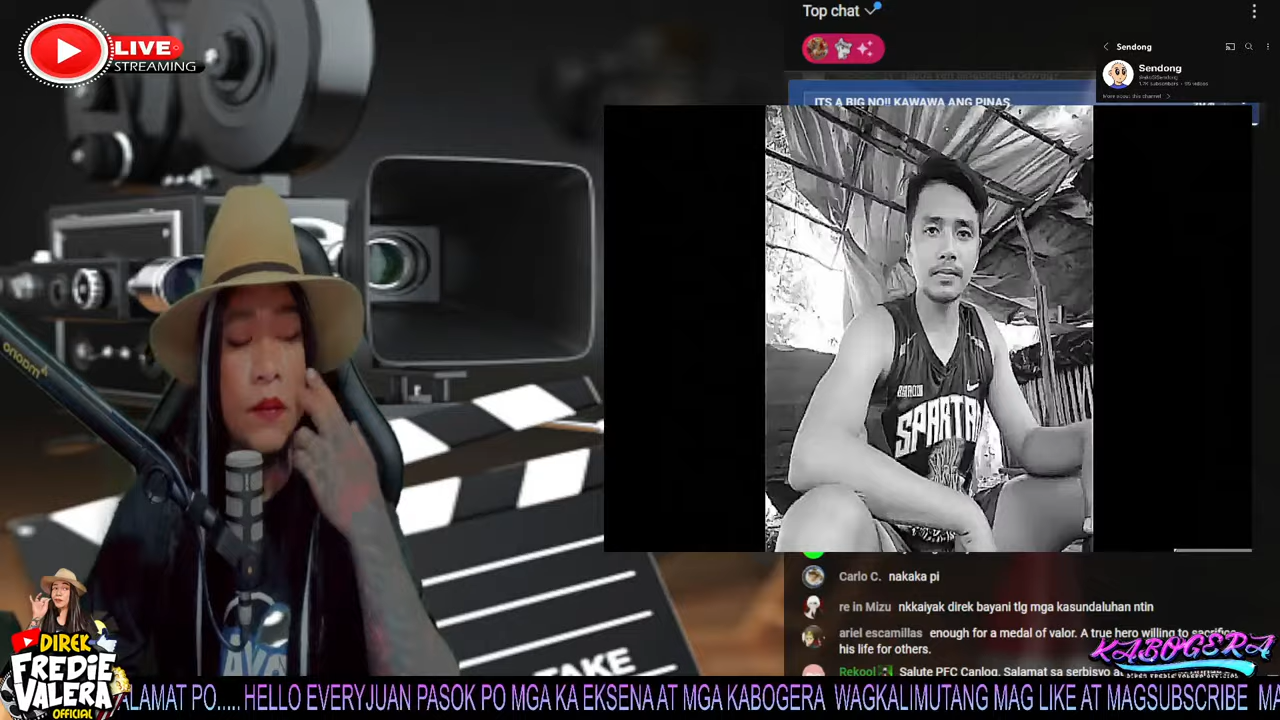 LIVE
STREAMING
Top chat
Sendong
Sendong
ITS A BIG NO!! KAWAWA ANG PINAS
maono
SPARTAN
TAKE
Carlo C. nakaka pi
re in Mizu nkkaiyak direk bayani tlg mga kasundaluhan ntin
ariel escamillas enough for a medal of valor. A true hero willing to sacrifice
his life for others.
Rekool Salute PFC Canlog. Salamat sa serbisyo
KABOGERA
DIREK
FREDIE
VALERA
OFFICIAL
ALAMAT PO..... HELLO EVERYJUAN PASOK PO MGA KA EKSENA AT MGA KABOGERA WAGKALIMUTANG MAG LIKE AT MAGSUBSCRIBE MA